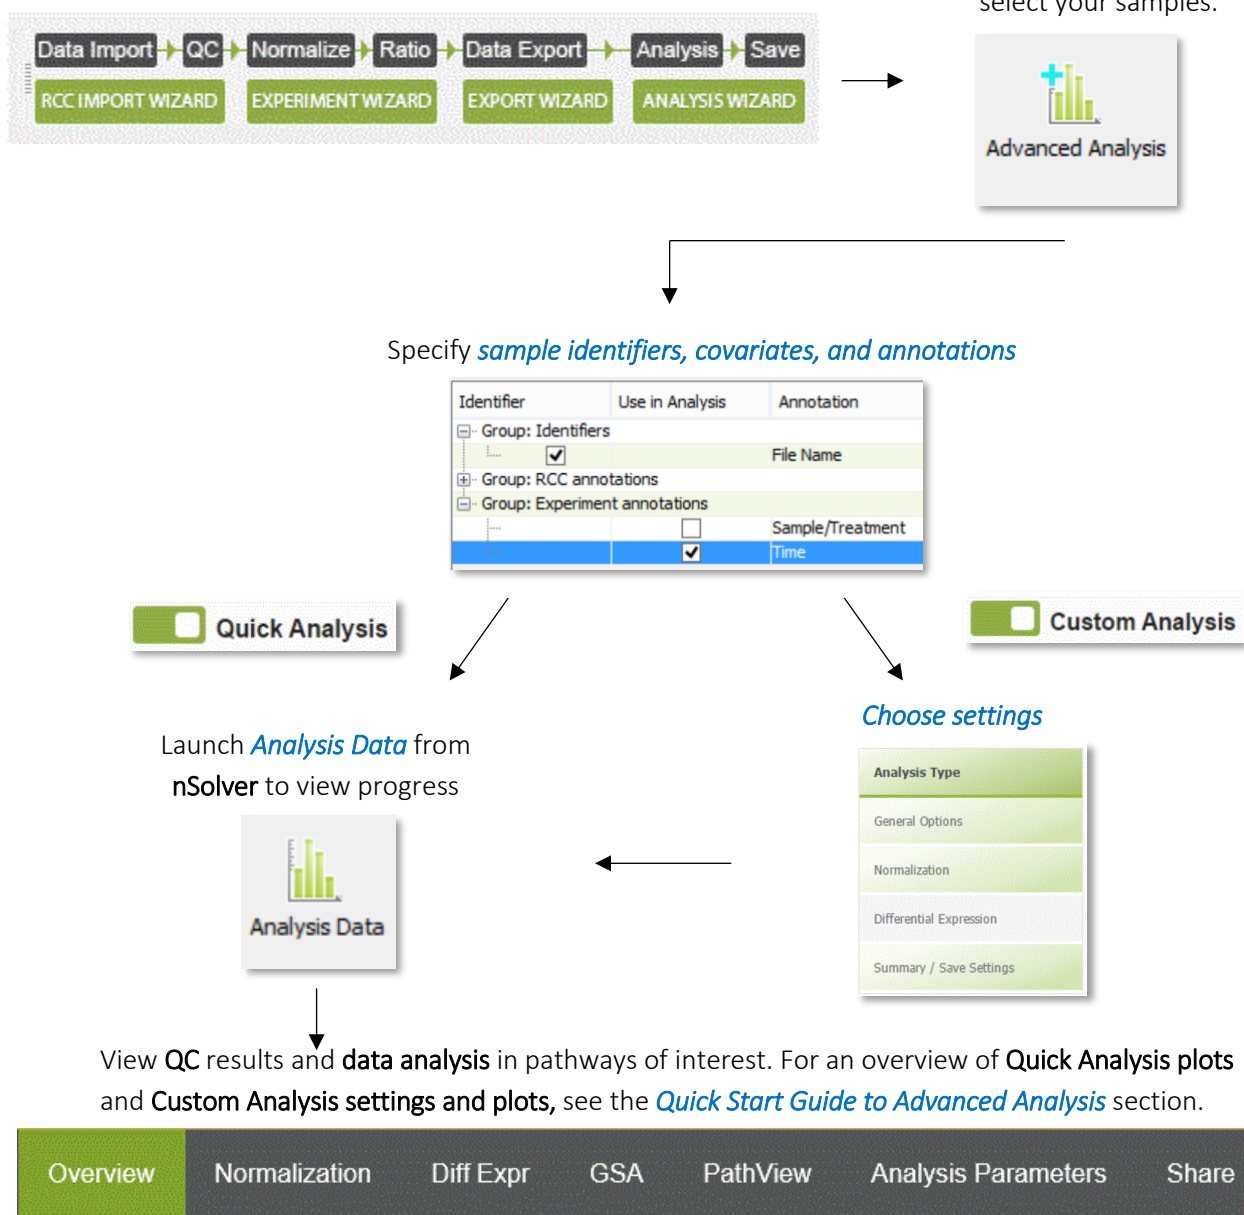 select your samples.
Data Import QC Normalize Ratio Data Export Analysis Save
RCC IMPORT WIZARD EXPERIMENT WIZARD EXPORT WIZARD ANALYSIS WIZARD
Advanced Analysis
Specify sample identifiers, covariates, and annotations
Identifier Use in Analysis Annotation
Group: Identifiers
File Name
Group: RCC annotations
Group: Experiment annotations
Sample/Treatment
Time
Quick Analysis
Custom Analysis
Launch Analysis Data from
nSolver to view progress
Analysis Data
Choose settings
Analysis Type
General Options
Normalization
Differential Expression
Summary / Save Settings
View QC results and data analysis in pathways of interest. For an overview of Quick Analysis plots
and Custom Analysis settings and plots, see the Quick Start Guide to Advanced Analysis section.
Overview Normalization Diff Expr GSA PathView Analysis Parameters Share